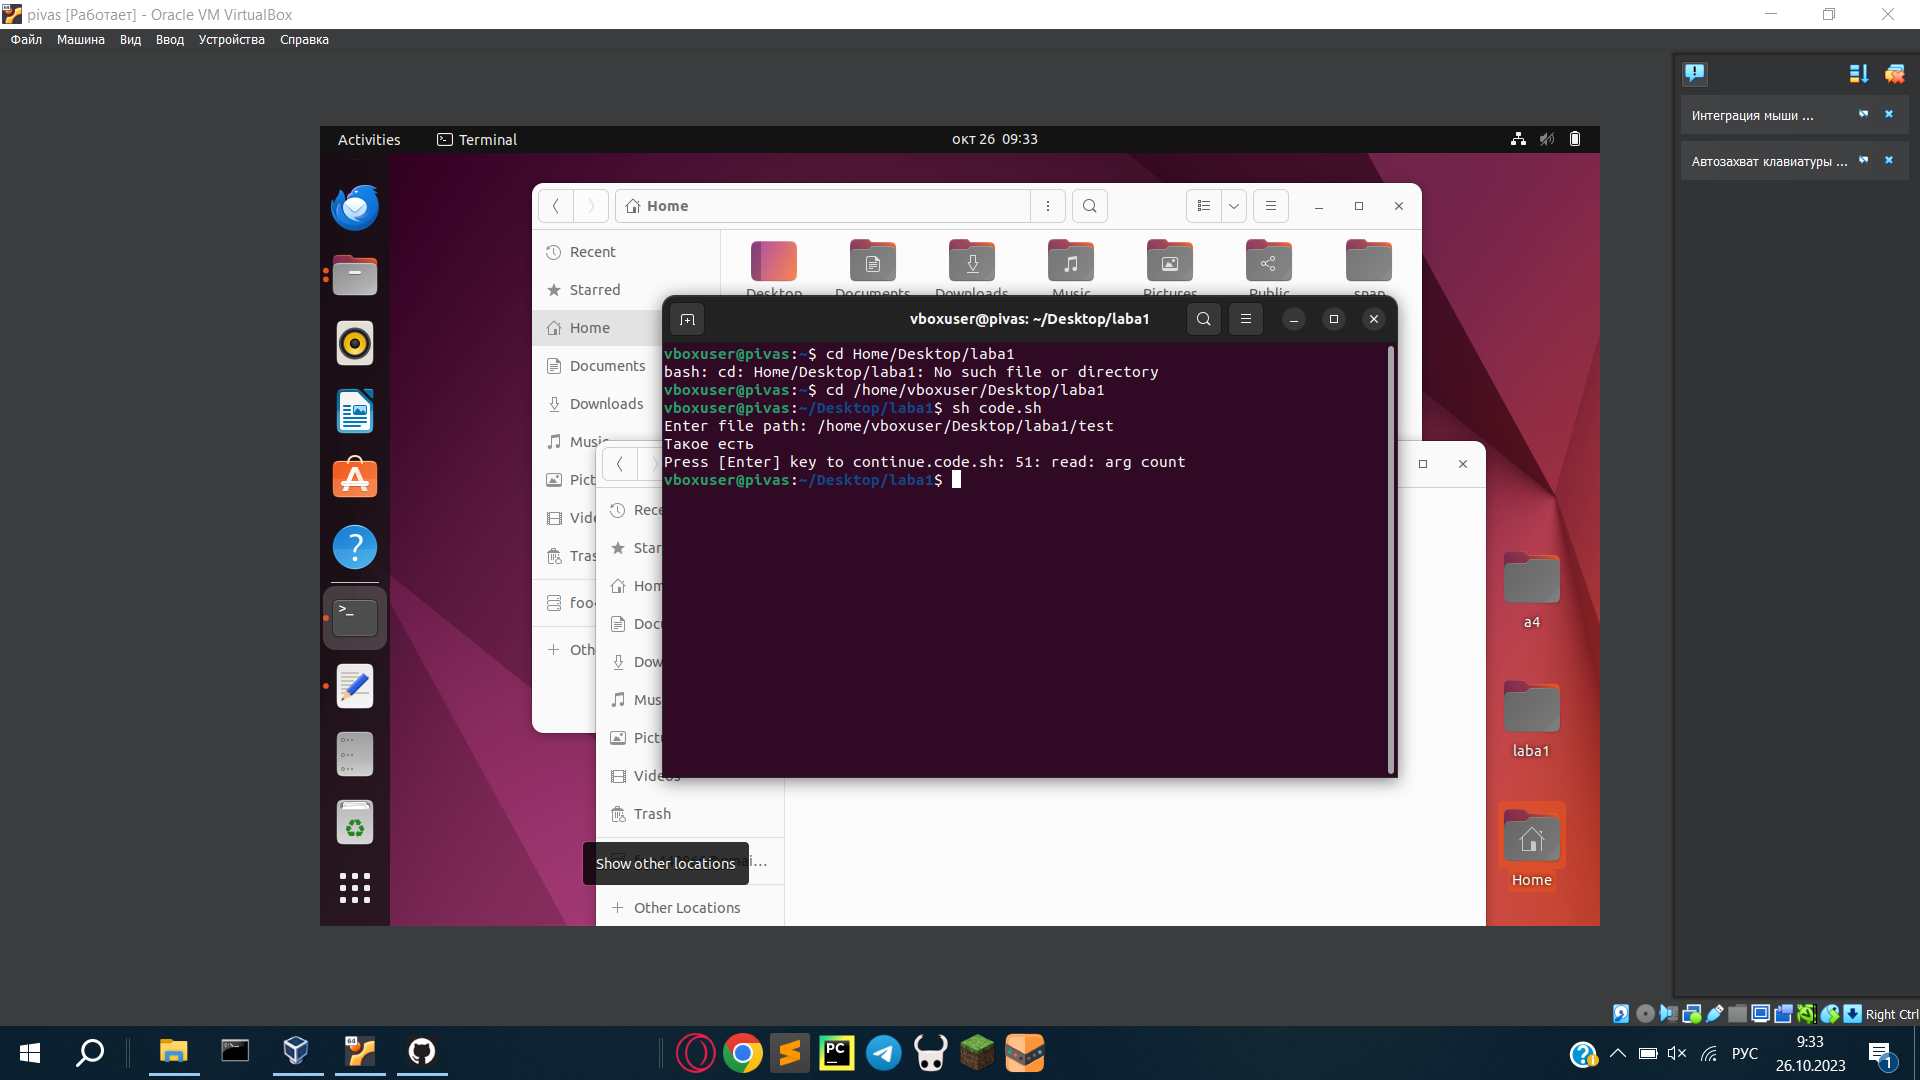 pivas [Работает] - Oracle VM VirtualBox
Файл Машина Вид Ввод Устройства Справка
Интеграция мыши ...
Автозахват клавиатуры ...
Activities Terminal окт 26 09:33
Home
Recent
Starred
Home
Documents
Downloads
Music
Pict
Vide
Tras
foo
Oth
Desktop Documents Downloads Music Pictures Public snap
vboxuser@pivas: ~/Desktop/laba1
vboxuser@pivas:~$ cd Home/Desktop/laba1
bash: cd: Home/Desktop/laba1: No such file or directory
vboxuser@pivas:~$ cd /home/vboxuser/Desktop/laba1
vboxuser@pivas:~/Desktop/laba1$ sh code.sh
Enter file path: /home/vboxuser/Desktop/laba1/test
Такое есть
Press [Enter] key to continue.code.sh: 51: read: arg count
vboxuser@pivas:~/Desktop/laba1$
Rece
Star
Hom
Docu
Dow
Mus
Pictu
Videos
Trash
Show other locations
Other Locations
a4
laba1
Home
Right Ctrl
64
PC
РУС
9:33
26.10.2023
1